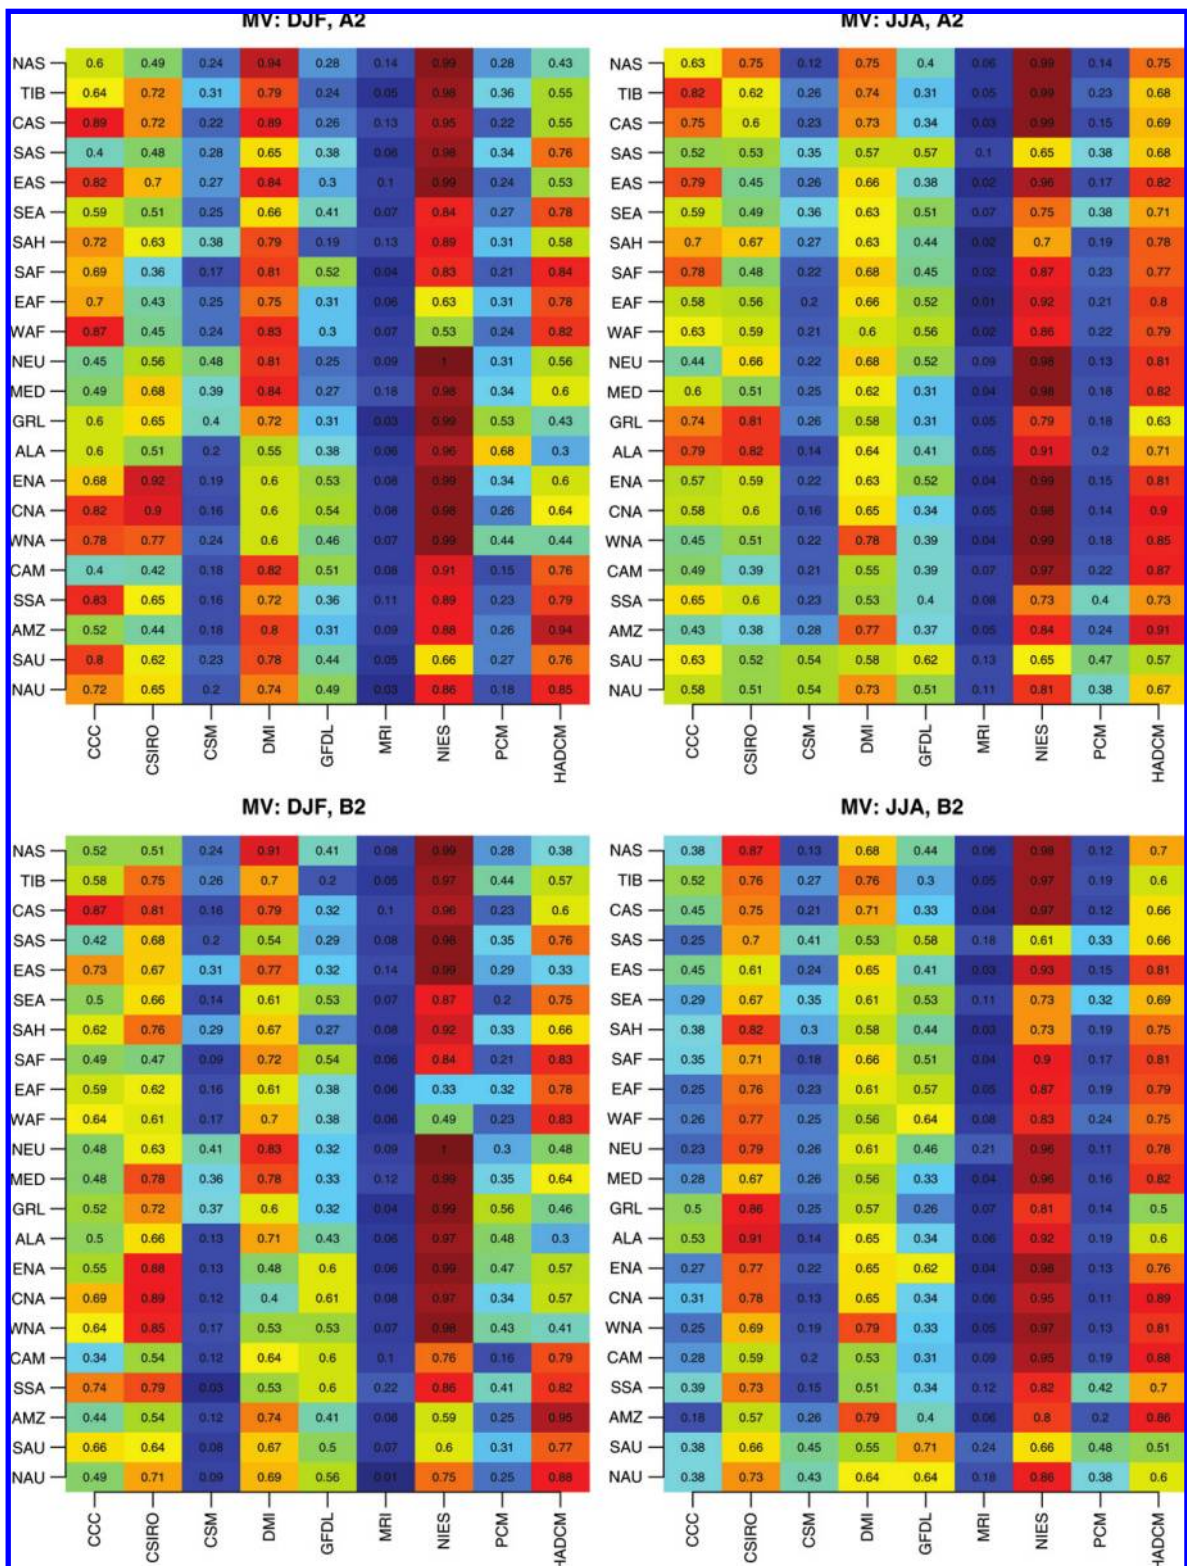 MV: DJF, A2
NAS 0.6 0.49 0.24 0.94 0.28 0.14 0.99 0.28 0.43
TIB 0.64 0.72 0.31 0.79 0.24 0.05 0.98 0.36 0.55
CAS 0.89 0.72 0.22 0.89 0.26 0.13 0.95 0.22 0.55
SAS 0.4 0.48 0.28 0.65 0.38 0.08 0.98 0.34 0.76
EAS 0.82 0.7 0.27 0.84 0.3 0.1 0.99 0.24 0.53
SEA 0.59 0.51 0.25 0.66 0.41 0.07 0.84 0.27 0.78
SAH 0.72 0.63 0.38 0.79 0.19 0.13 0.89 0.31 0.58
SAF 0.69 0.36 0.17 0.81 0.52 0.04 0.83 0.21 0.84
EAF 0.7 0.43 0.25 0.75 0.31 0.06 0.63 0.31 0.78
WAF 0.87 0.45 0.24 0.83 0.3 0.07 0.53 0.24 0.82
NEU 0.45 0.56 0.48 0.81 0.25 0.09 1 0.31 0.56
MED 0.49 0.68 0.39 0.84 0.27 0.18 0.98 0.34 0.6
GRL 0.6 0.65 0.4 0.72 0.31 0.03 0.99 0.53 0.43
ALA 0.6 0.51 0.2 0.55 0.38 0.06 0.96 0.68 0.3
ENA 0.68 0.92 0.19 0.6 0.53 0.08 0.99 0.34 0.6
CNA 0.82 0.9 0.16 0.6 0.54 0.08 0.98 0.26 0.64
WNA 0.78 0.77 0.24 0.6 0.46 0.07 0.99 0.44 0.44
CAM 0.4 0.42 0.18 0.82 0.51 0.08 0.91 0.15 0.76
SSA 0.83 0.65 0.16 0.72 0.36 0.11 0.89 0.23 0.79
AMZ 0.52 0.44 0.18 0.8 0.31 0.09 0.88 0.26 0.94
SAU 0.8 0.62 0.23 0.78 0.44 0.05 0.66 0.27 0.76
NAU 0.72 0.65 0.2 0.74 0.49 0.03 0.86 0.18 0.85
CCC CSIRO CSM DMI GFDL MRI NIES PCM HADCM
MV: JJA, A2
NAS 0.63 0.75 0.12 0.75 0.4 0.06 0.99 0.14 0.75
TIB 0.82 0.62 0.26 0.74 0.31 0.05 0.99 0.23 0.68
CAS 0.75 0.6 0.23 0.73 0.34 0.03 0.99 0.15 0.69
SAS 0.52 0.53 0.35 0.57 0.57 0.1 0.65 0.38 0.68
EAS 0.79 0.45 0.26 0.66 0.38 0.02 0.96 0.17 0.82
SEA 0.59 0.49 0.36 0.63 0.51 0.07 0.75 0.38 0.71
SAH 0.7 0.67 0.27 0.63 0.44 0.02 0.7 0.19 0.78
SAF 0.78 0.48 0.22 0.68 0.45 0.02 0.87 0.23 0.77
EAF 0.58 0.56 0.2 0.66 0.52 0.01 0.92 0.21 0.8
WAF 0.63 0.59 0.21 0.6 0.56 0.02 0.86 0.22 0.79
NEU 0.44 0.66 0.22 0.68 0.52 0.09 0.98 0.13 0.81
MED 0.6 0.51 0.25 0.62 0.31 0.04 0.98 0.18 0.82
GRL 0.74 0.81 0.26 0.58 0.31 0.05 0.79 0.18 0.63
ALA 0.79 0.82 0.14 0.64 0.41 0.05 0.91 0.2 0.71
ENA 0.57 0.59 0.22 0.63 0.52 0.04 0.99 0.15 0.81
CNA 0.58 0.6 0.16 0.65 0.34 0.05 0.98 0.14 0.9
WNA 0.45 0.51 0.22 0.78 0.39 0.04 0.99 0.18 0.85
CAM 0.49 0.39 0.21 0.55 0.39 0.07 0.97 0.22 0.87
SSA 0.65 0.6 0.23 0.53 0.4 0.08 0.73 0.4 0.73
AMZ 0.43 0.38 0.28 0.77 0.37 0.05 0.84 0.24 0.91
SAU 0.63 0.52 0.54 0.58 0.62 0.13 0.65 0.47 0.57
NAU 0.58 0.51 0.54 0.73 0.51 0.11 0.81 0.38 0.67
CCC CSIRO CSM DMI GFDL MRI NIES PCM HADCM
MV: DJF, B2
NAS 0.52 0.51 0.24 0.91 0.41 0.08 0.99 0.28 0.38
TIB 0.58 0.75 0.26 0.7 0.2 0.05 0.97 0.44 0.57
CAS 0.87 0.81 0.16 0.79 0.32 0.1 0.96 0.23 0.6
SAS 0.42 0.68 0.2 0.54 0.29 0.08 0.98 0.35 0.76
EAS 0.73 0.67 0.31 0.77 0.32 0.14 0.99 0.29 0.33
SEA 0.5 0.66 0.14 0.61 0.53 0.07 0.87 0.2 0.75
SAH 0.62 0.76 0.29 0.67 0.27 0.08 0.92 0.33 0.66
SAF 0.49 0.47 0.09 0.72 0.54 0.06 0.84 0.21 0.83
EAF 0.59 0.62 0.16 0.61 0.38 0.06 0.33 0.32 0.78
WAF 0.64 0.61 0.17 0.7 0.38 0.06 0.49 0.23 0.83
NEU 0.48 0.63 0.41 0.83 0.32 0.09 1 0.3 0.48
MED 0.48 0.78 0.36 0.78 0.33 0.12 0.99 0.35 0.64
GRL 0.52 0.72 0.37 0.6 0.32 0.04 0.99 0.56 0.46
ALA 0.5 0.66 0.13 0.71 0.43 0.06 0.97 0.48 0.3
ENA 0.55 0.88 0.13 0.48 0.6 0.06 0.99 0.47 0.57
CNA 0.69 0.89 0.12 0.4 0.61 0.08 0.97 0.34 0.57
WNA 0.64 0.85 0.17 0.53 0.53 0.07 0.98 0.43 0.41
CAM 0.34 0.54 0.12 0.64 0.6 0.1 0.76 0.16 0.79
SSA 0.74 0.79 0.03 0.53 0.6 0.22 0.86 0.41 0.82
AMZ 0.44 0.54 0.12 0.74 0.41 0.06 0.59 0.25 0.95
SAU 0.66 0.64 0.08 0.67 0.5 0.07 0.6 0.31 0.77
NAU 0.49 0.71 0.09 0.69 0.56 0.01 0.75 0.25 0.88
CCC CSIRO CSM DMI GFDL MRI NIES PCM HADCM
MV: JJA, B2
NAS 0.38 0.87 0.13 0.68 0.44 0.06 0.98 0.12 0.7
TIB 0.52 0.76 0.27 0.76 0.3 0.05 0.97 0.19 0.6
CAS 0.45 0.75 0.21 0.71 0.33 0.04 0.97 0.12 0.66
SAS 0.25 0.7 0.41 0.53 0.58 0.18 0.61 0.33 0.66
EAS 0.45 0.61 0.24 0.65 0.41 0.03 0.93 0.15 0.81
SEA 0.29 0.67 0.35 0.61 0.53 0.11 0.73 0.32 0.69
SAH 0.38 0.82 0.3 0.58 0.44 0.03 0.73 0.19 0.75
SAF 0.35 0.71 0.18 0.66 0.51 0.04 0.9 0.17 0.81
EAF 0.25 0.76 0.23 0.61 0.57 0.05 0.87 0.19 0.79
WAF 0.26 0.77 0.25 0.56 0.64 0.08 0.83 0.24 0.75
NEU 0.23 0.79 0.26 0.61 0.46 0.21 0.96 0.11 0.78
MED 0.28 0.67 0.26 0.56 0.33 0.04 0.96 0.16 0.82
GRL 0.5 0.86 0.25 0.57 0.26 0.07 0.81 0.14 0.5
ALA 0.53 0.91 0.14 0.65 0.34 0.06 0.92 0.19 0.6
ENA 0.27 0.77 0.22 0.65 0.62 0.04 0.98 0.13 0.76
CNA 0.31 0.78 0.13 0.65 0.34 0.06 0.95 0.11 0.89
WNA 0.25 0.69 0.19 0.79 0.33 0.05 0.97 0.13 0.81
CAM 0.28 0.59 0.2 0.53 0.31 0.09 0.95 0.19 0.88
SSA 0.39 0.73 0.15 0.51 0.34 0.12 0.82 0.42 0.7
AMZ 0.18 0.57 0.26 0.79 0.4 0.06 0.8 0.2 0.86
SAU 0.38 0.66 0.45 0.55 0.71 0.24 0.66 0.48 0.51
NAU 0.38 0.73 0.43 0.64 0.64 0.18 0.86 0.38 0.6
CCC CSIRO CSM DMI GFDL MRI NIES PCM HADCM